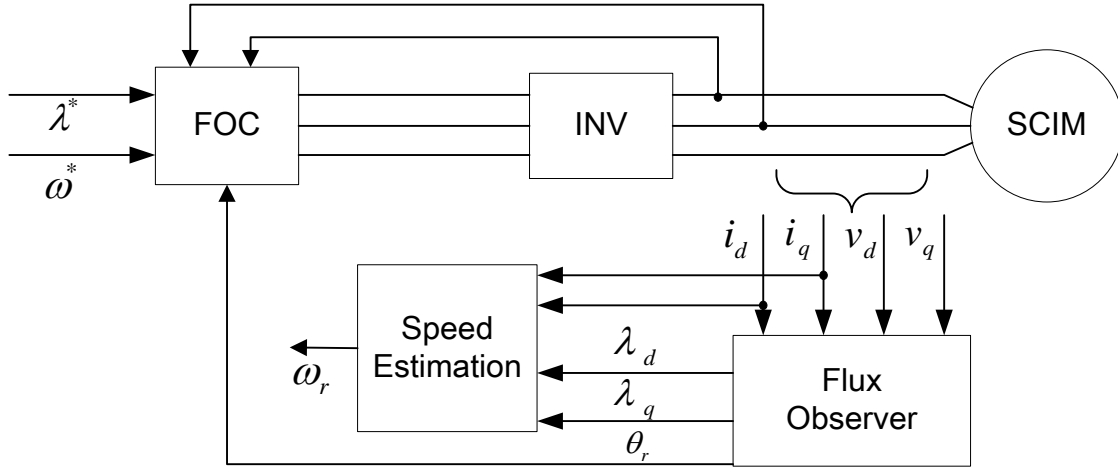 λ*
ω*
FOC
INV
SCIM
i_d i_q v_d v_q
Speed
Estimation
ω_r
λ_d
λ_q
θ_r
Flux
Observer